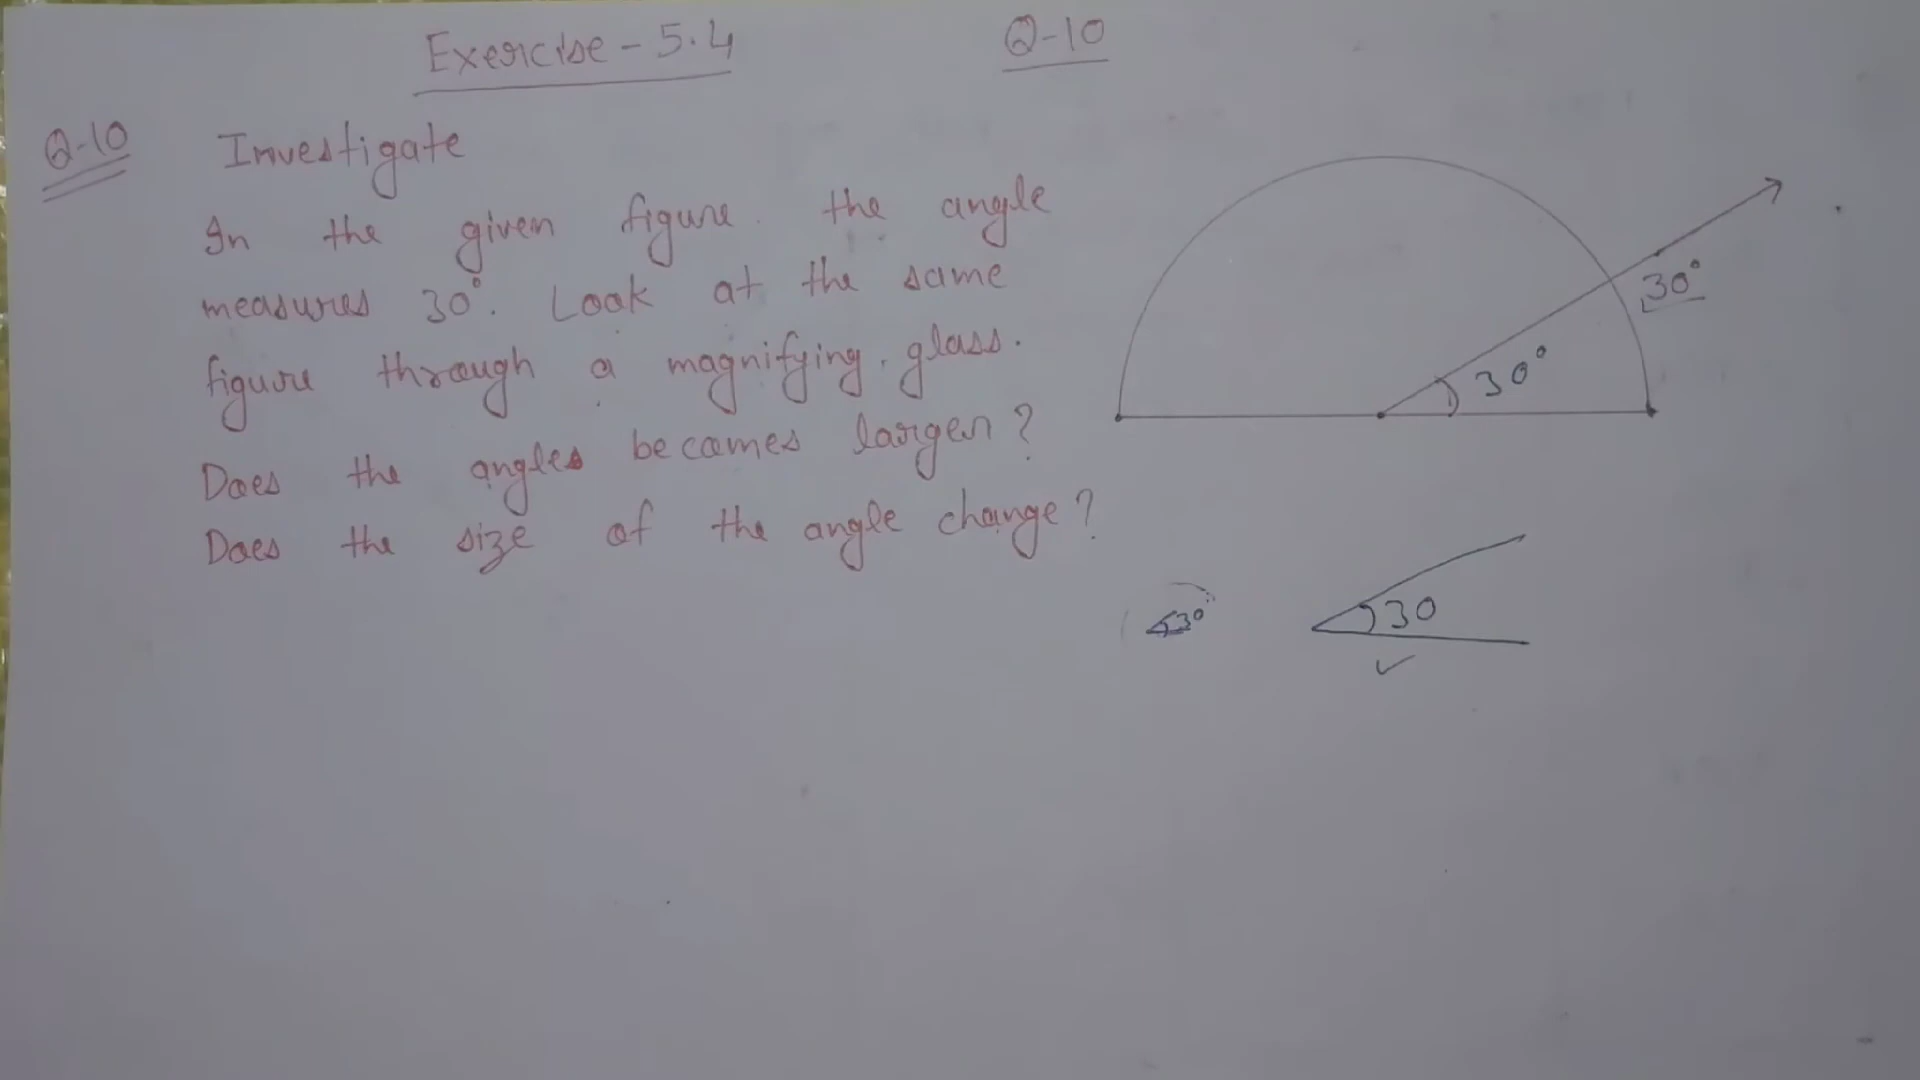 Exercise - 5.4
Q-10
Q-10 Investigate
In the given figure. the angle
measures 30°. Look at the same
figure through a magnifying. glass.
Does the angles becomes larger?
Does the size of the angle change?
30°
30°
30°
30